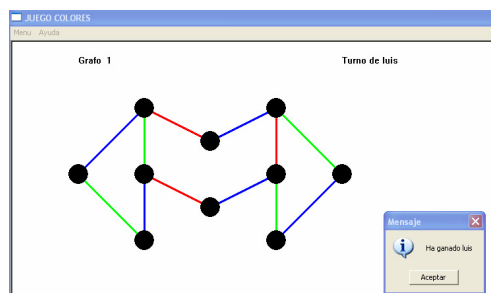 JUEGO COLORES
Menu Ayuda
Grafo 1
Turno de luis
Mensaje
Ha ganado luis
Aceptar